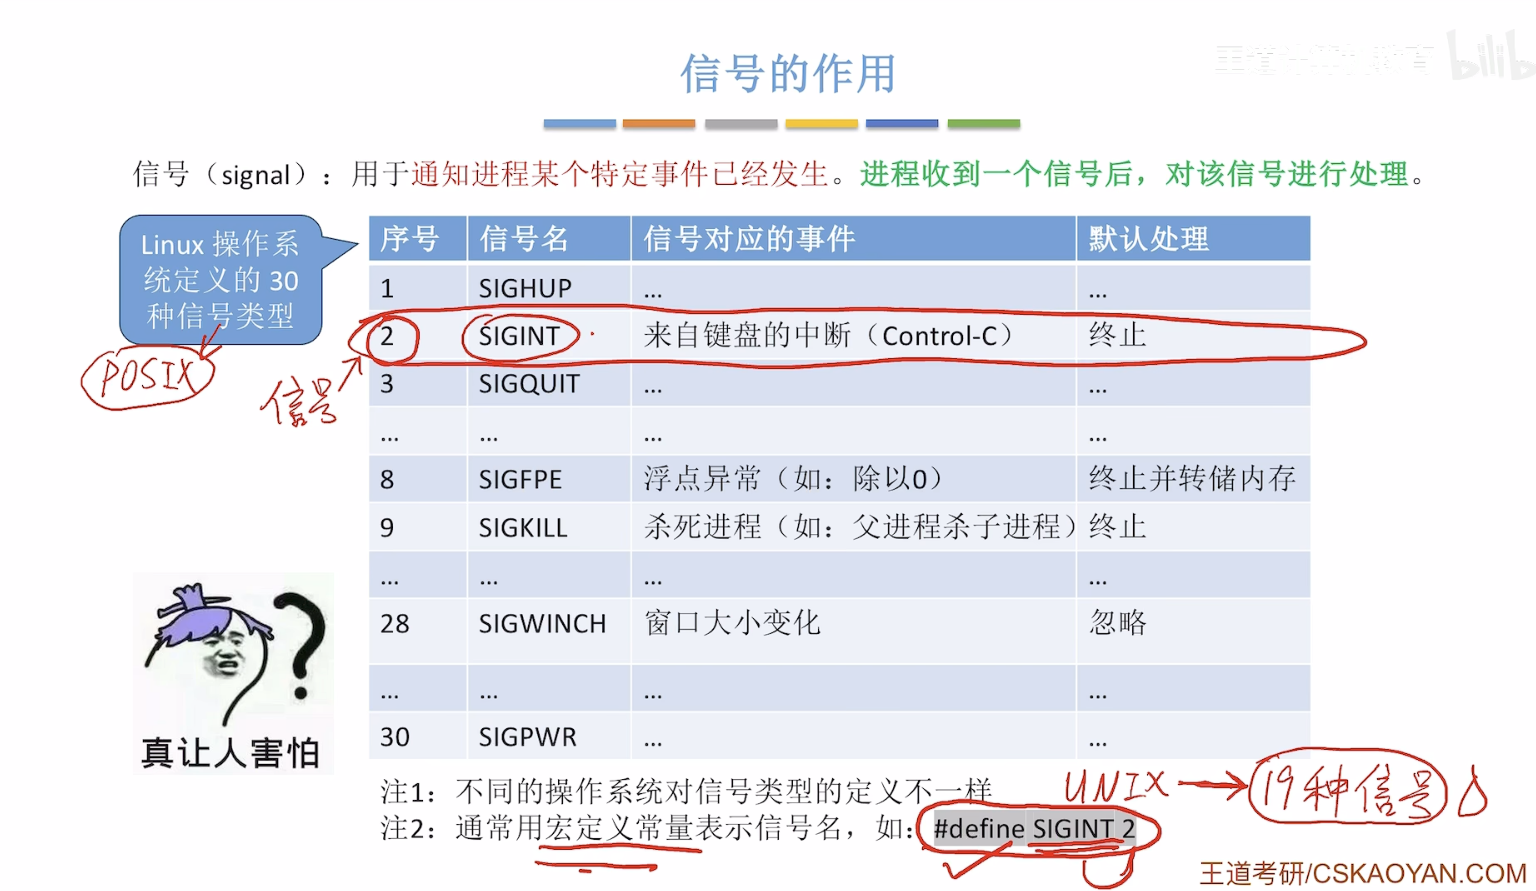 信号的作用
信号（signal）：用于通知进程某个特定事件已经发生。进程收到一个信号后，对该信号进行处理。
Linux 操作系
统定义的 30
种信号类型
POSIX
信号
序号 信号名 信号对应的事件 默认处理
1 SIGHUP ... ...
2 SIGINT 来自键盘的中断（Control-C） 终止
3 SIGQUIT ... ...
... ... ... ...
8 SIGFPE 浮点异常（如：除以0） 终止并转储内存
9 SIGKILL 杀死进程（如：父进程杀子进程） 终止
... ... ... ...
28 SIGWINCH 窗口大小变化 忽略
... ... ... ...
30 SIGPWR ... ...
真让人害怕
注1：不同的操作系统对信号类型的定义不一样
UNIX → 19种信号
注2：通常用宏定义常量表示信号名，如：#define SIGINT 2
王道考研/CSKAOYAN.COM